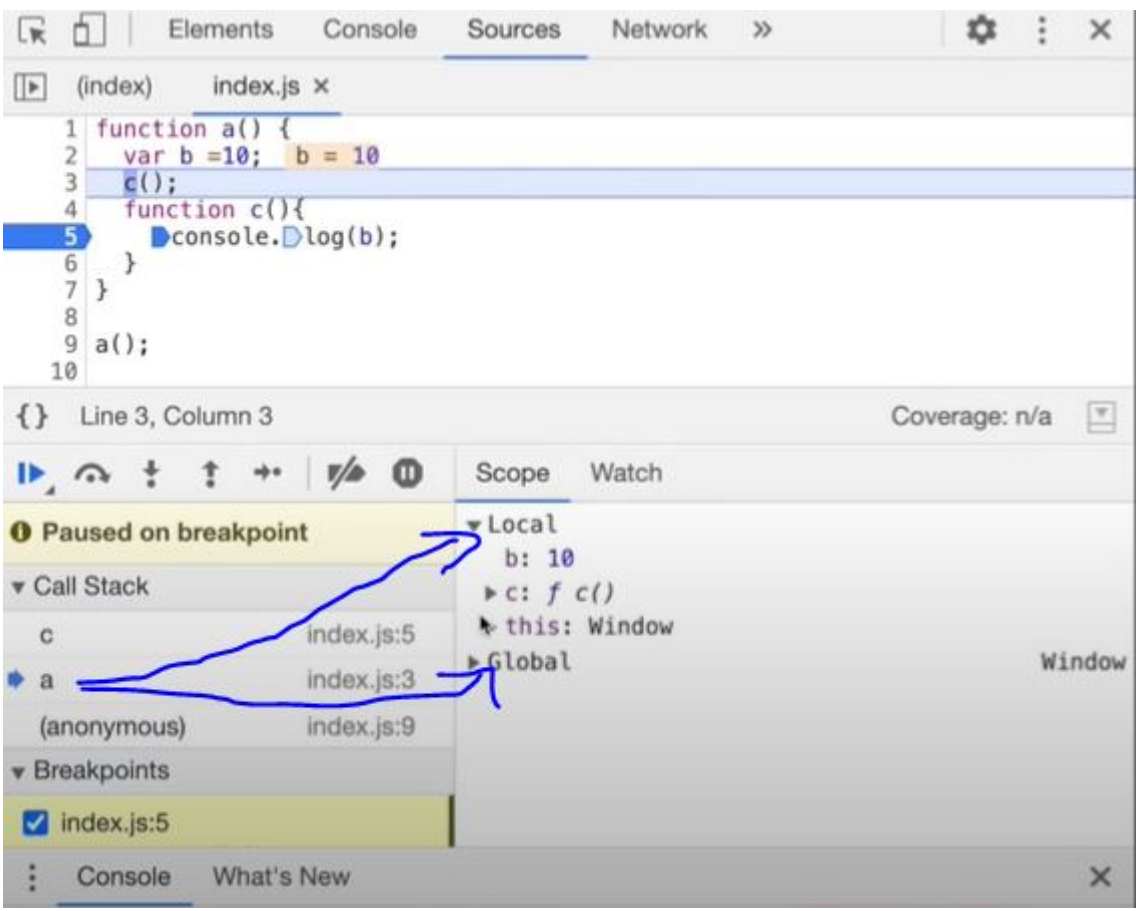 Elements Console Sources Network »
(index) index.js ×
1 function a() {
2 var b =10; b = 10
3 c();
4 function c(){
5 console.log(b);
6 }
7 }
8
9 a();
10
{} Line 3, Column 3 Coverage: n/a
Scope Watch
Paused on breakpoint
Local
b: 10
Call Stack
c: ƒ c()
c index.js:5
this: Window
a index.js:3
Global Window
(anonymous) index.js:9
Breakpoints
index.js:5
Console What's New